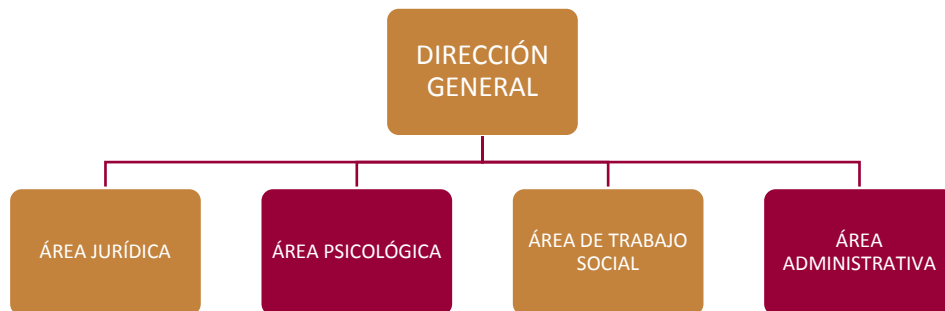 DIRECCIÓN
GENERAL
ÁREA JURÍDICA
ÁREA PSICOLÓGICA
ÁREA DE TRABAJO
SOCIAL
ÁREA
ADMINISTRATIVA